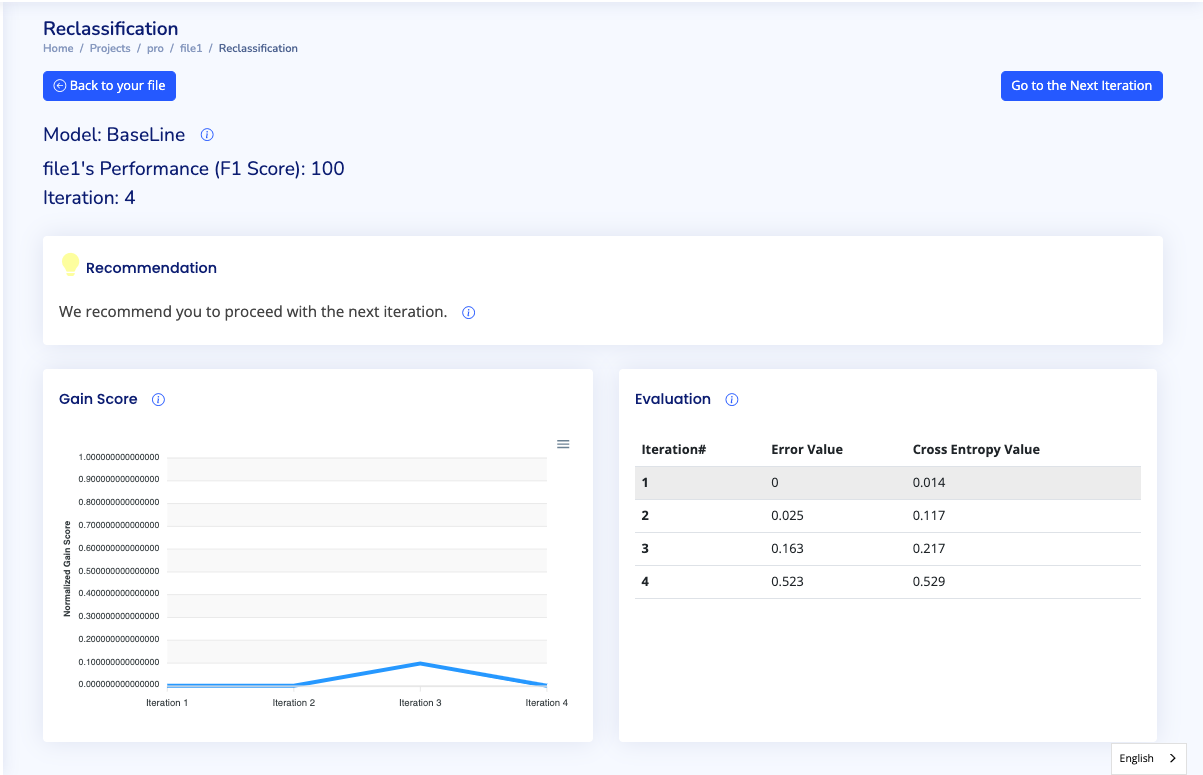 Reclassification
Home / Projects / pro / file1 / Reclassification
Back to your file
Go to the Next Iteration
Model: BaseLine
file1's Performance (F1 Score): 100
Iteration: 4
Recommendation
We recommend you to proceed with the next iteration.
Gain Score
Normalized Gain Score
1.000000000000000
0.900000000000000
0.800000000000000
0.700000000000000
0.600000000000000
0.500000000000000
0.400000000000000
0.300000000000000
0.200000000000000
0.100000000000000
0.000000000000000
Iteration 1 Iteration 2 Iteration 3 Iteration 4
Evaluation
Iteration# Error Value Cross Entropy Value
1 0 0.014
2 0.025 0.117
3 0.163 0.217
4 0.523 0.529
English